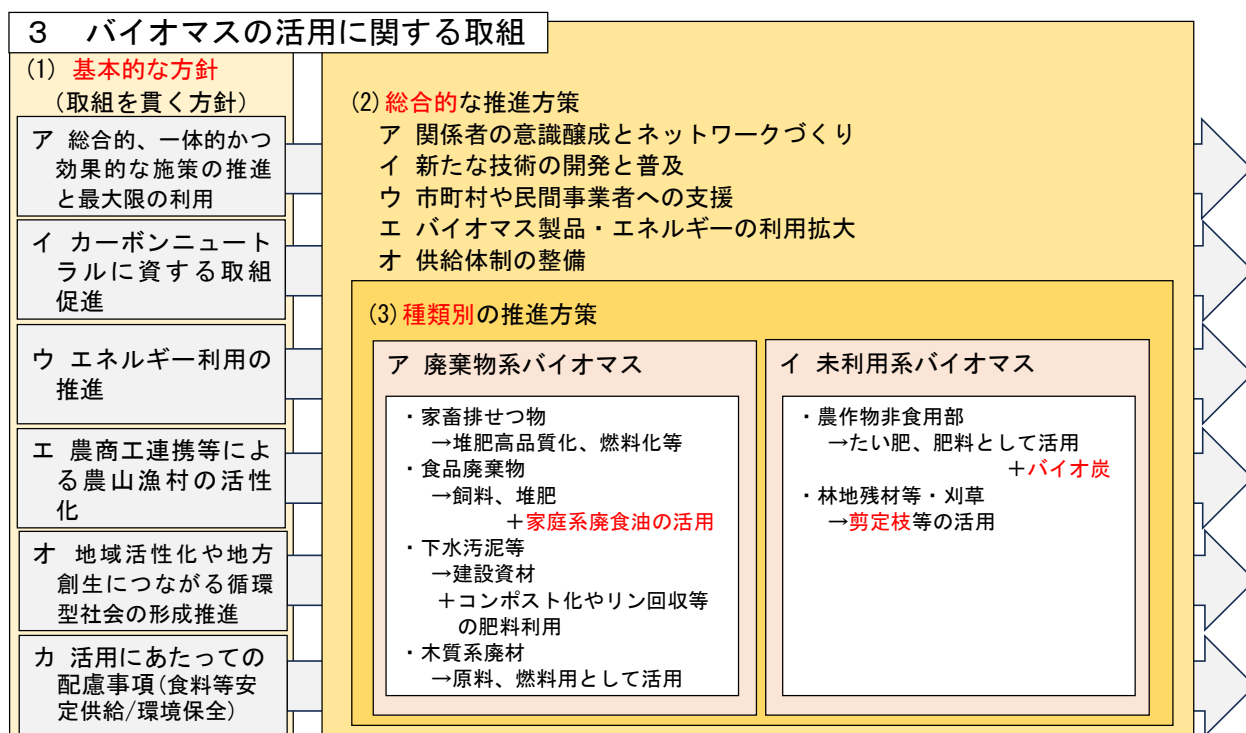 ３　バイオマスの活用に関する取組
(1) 基本的な方針
(取組を貫く方針)
ア 総合的、一体的かつ
効果的な施策の推進
と最大限の利用
イ カーボンニュート
ラルに資する取組
促進
ウ エネルギー利用の
推進
エ 農商工連携等によ
る農山漁村の活性
化
オ 地域活性化や地方
創生につながる循環
型社会の形成推進
カ 活用にあたっての
配慮事項(食料等安
定供給/環境保全)
(2)総合的な推進方策
ア 関係者の意識醸成とネットワークづくり
イ 新たな技術の開発と普及
ウ 市町村や民間事業者への支援
エ バイオマス製品・エネルギーの利用拡大
オ 供給体制の整備
(3)種類別の推進方策
ア 廃棄物系バイオマス
・家畜排せつ物
→堆肥高品質化、燃料化等
・食品廃棄物
→飼料、堆肥
＋家庭系廃食油の活用
・下水汚泥等
→建設資材
＋コンポスト化やリン回収等
の肥料利用
・木質系廃材
→原料、燃料用として活用
イ 未利用系バイオマス
・農作物非食用部
→たい肥、肥料として活用
＋バイオ炭
・林地残材等・刈草
→剪定枝等の活用